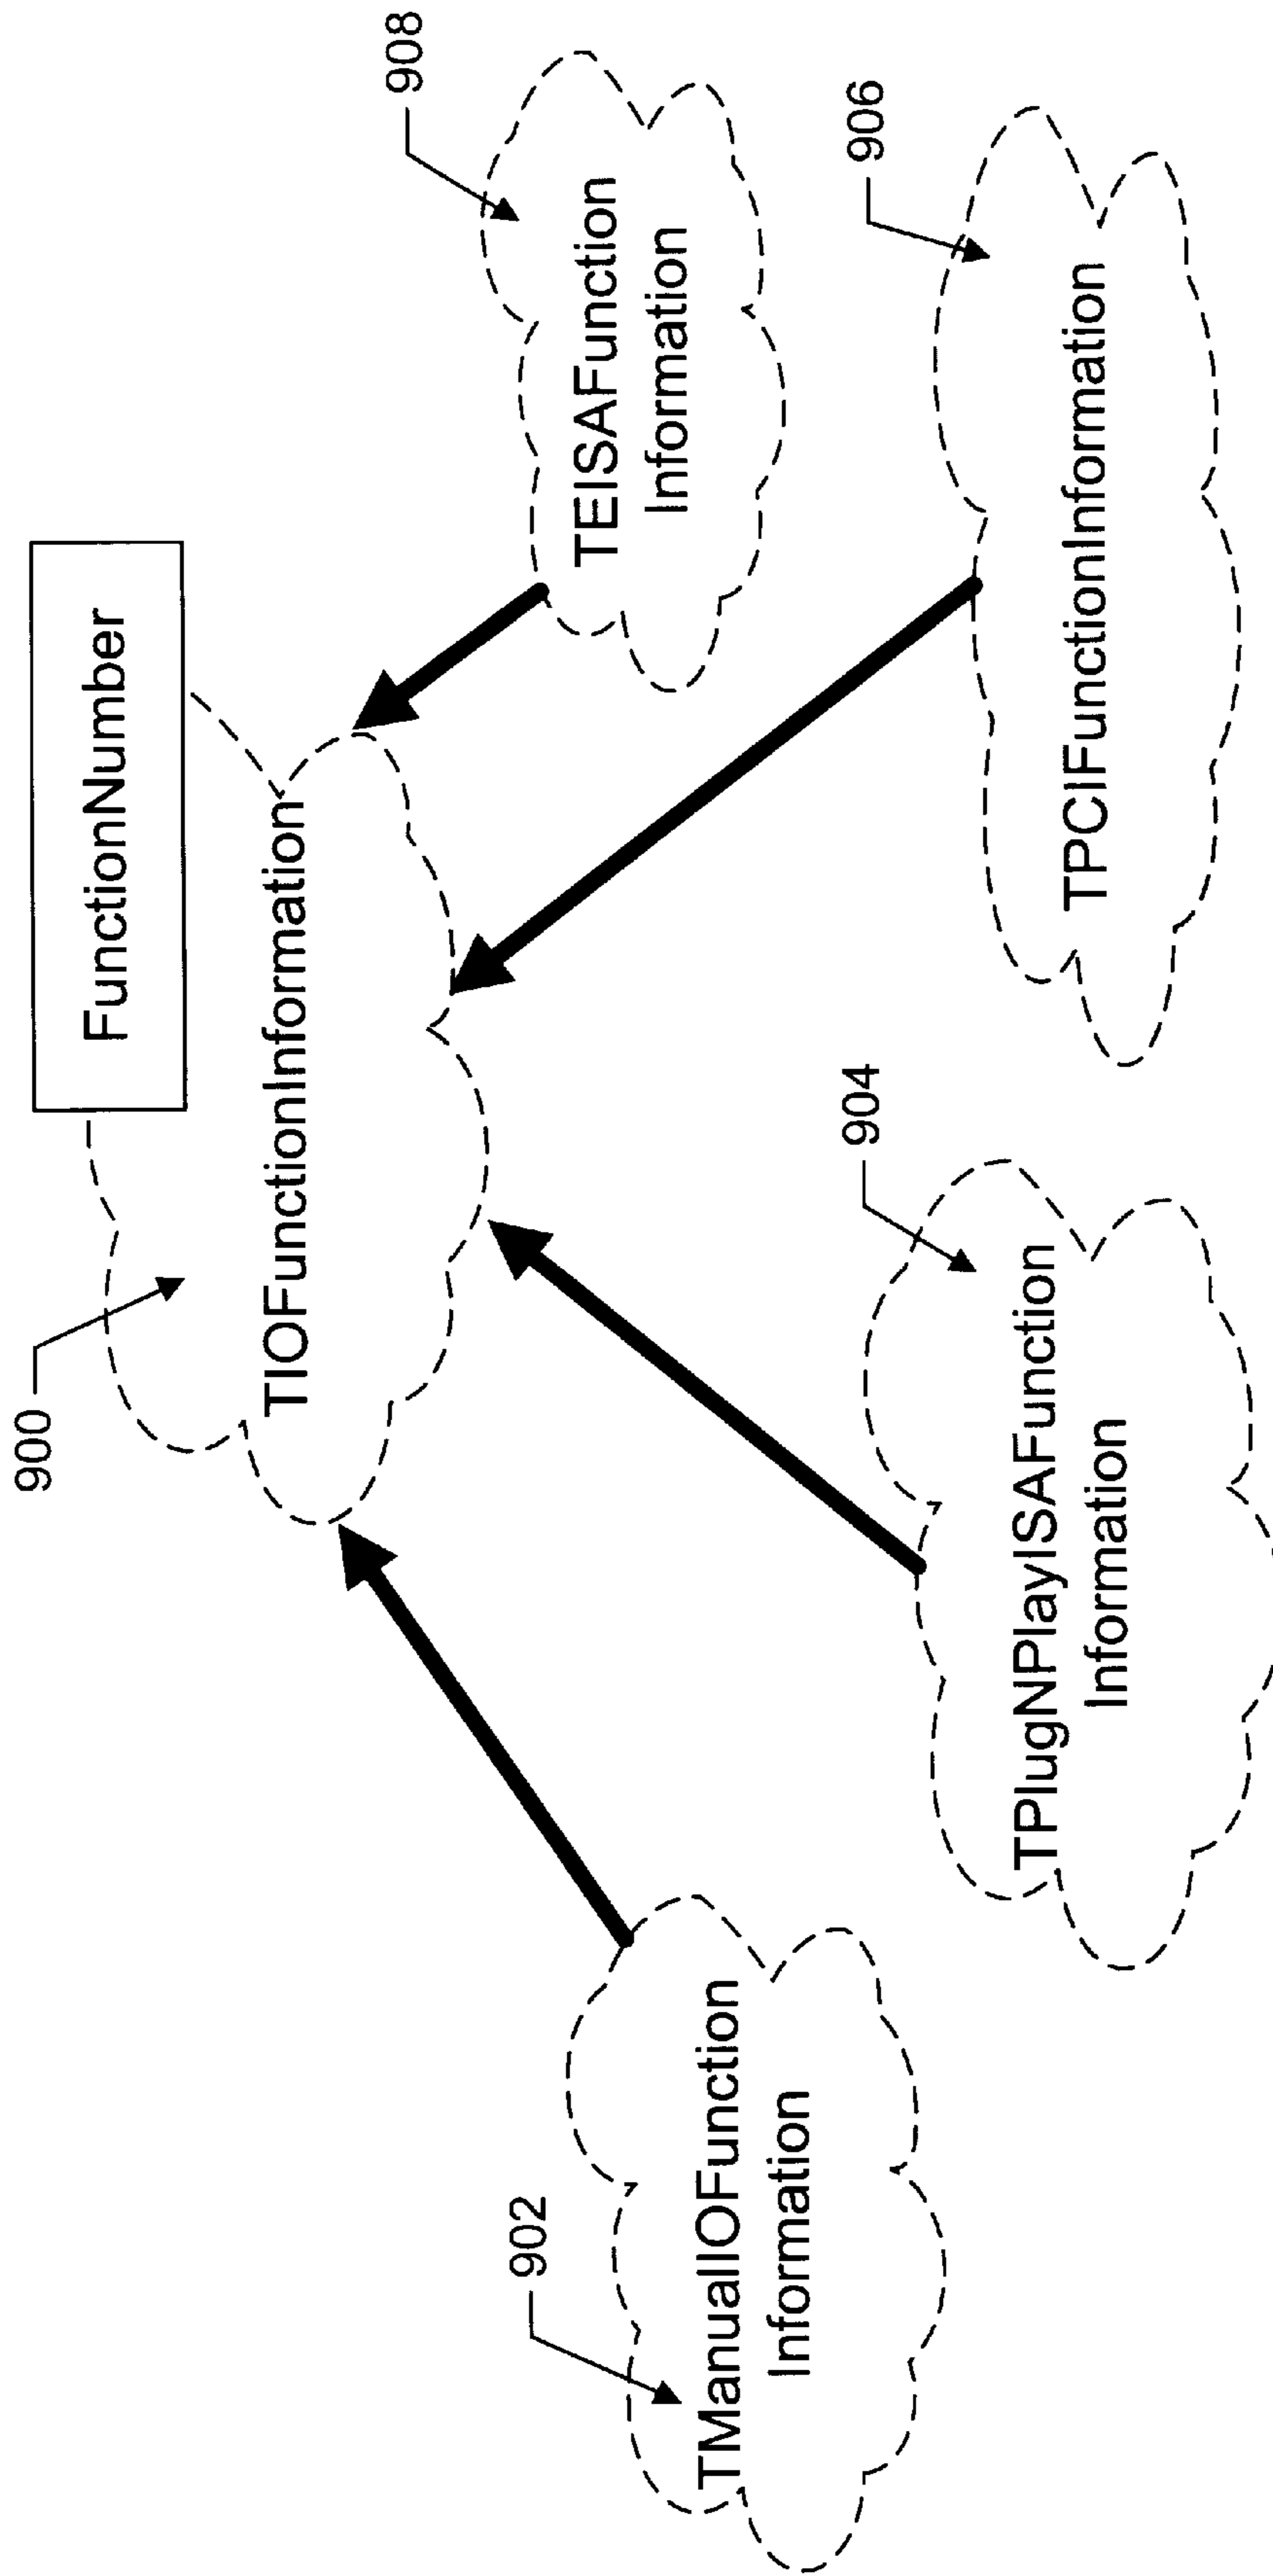 900
FunctionNumber
TIOFunctionInformation
908
TEISAFunction
Information
902
TManualIOFunction
Information
904
TPlugNPlayISAFunction
Information
906
TPCIFunctionInformation